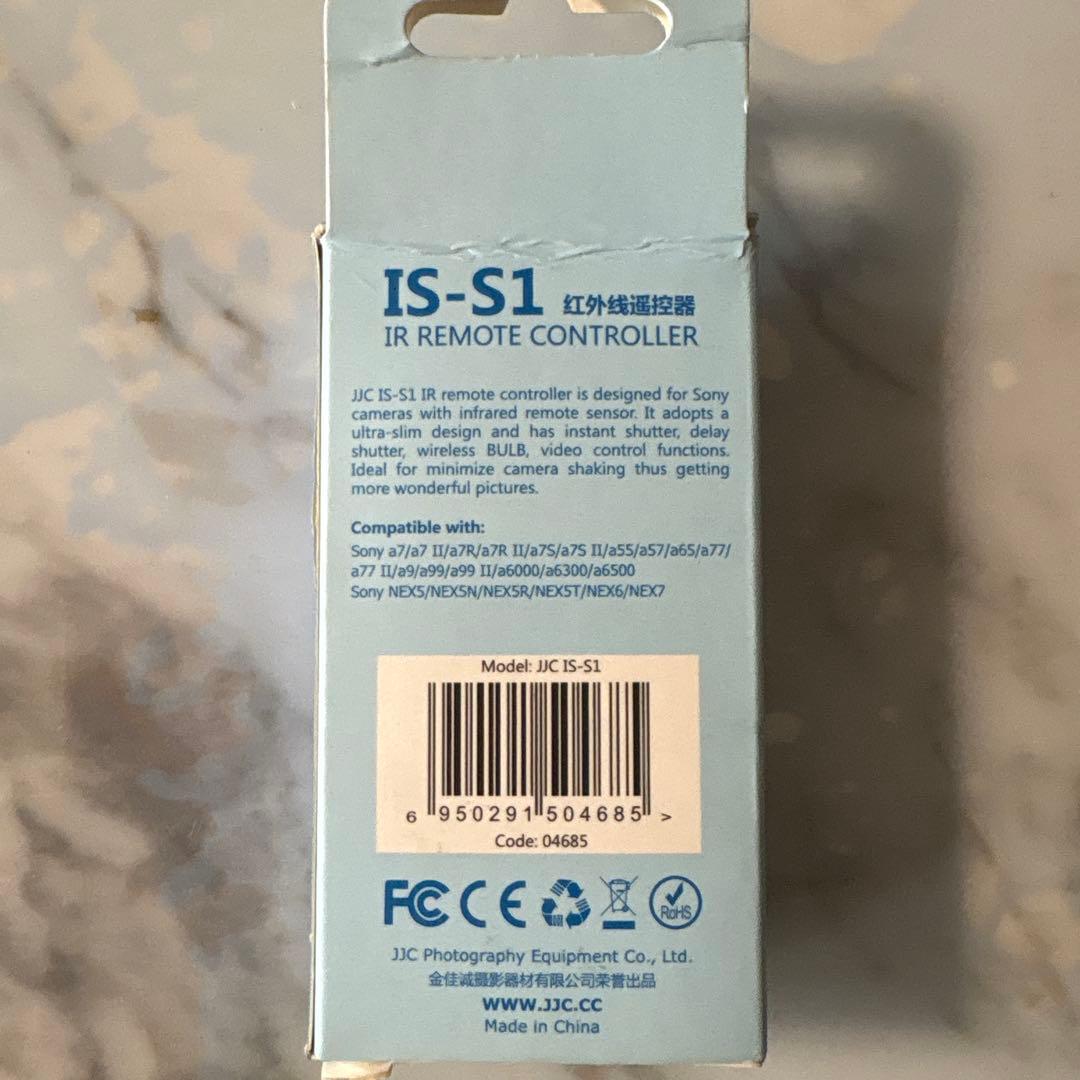 IS-S1 红外线遥控器
IR REMOTE CONTROLLER
JJC IS-S1 IR remote controller is designed for Sony
cameras with infrared remote sensor. It adopts a
ultra-slim design and has instant shutter, delay
shutter, wireless BULB, video control functions.
Ideal for minimize camera shaking thus getting
more wonderful pictures.
Compatible with:
Sony a7/a7 II/a7R/a7R II/a7S/a7S II/a55/a57/a65/a77/
a77 II/a9/a99/a99 II/a6000/a6300/a6500
Sony NEX5/NEX5N/NEX5R/NEX5T/NEX6/NEX7
Model: JJC IS-S1
6 950291 504685 >
Code: 04685
FC CE RoHS
JJC Photography Equipment Co., Ltd.
金佳诚摄影器材有限公司荣誉出品
WWW.JJC.CC
Made in China